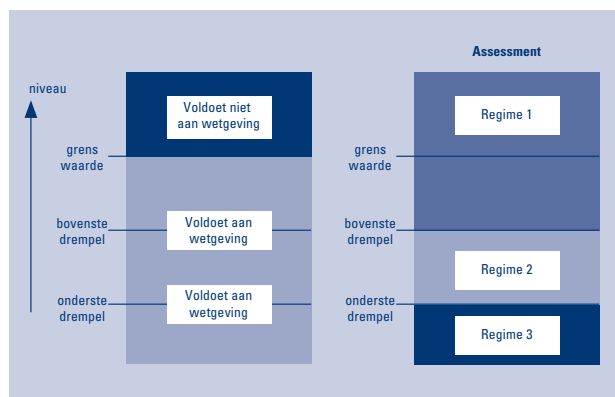 Assessment
niveau
Voldoet niet
aan wetgeving
Regime 1
grens
waarde
grens
waarde
bovenste
drempel
Voldoet aan
wetgeving
bovenste
drempel
Regime 2
onderste
drempel
Voldoet aan
wetgeving
onderste
drempel
Regime 3